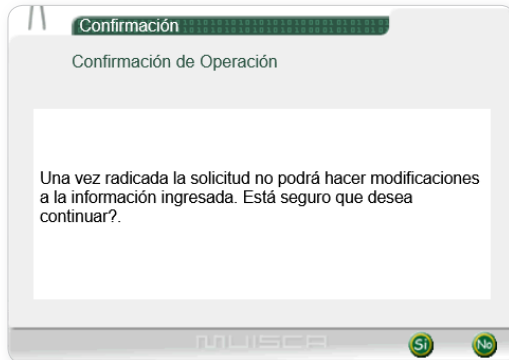 Confirmación
Confirmación de Operación
Una vez radicada la solicitud no podrá hacer modificaciones
a la información ingresada. Está seguro que desea
continuar?.
MUISCA
Sí
No